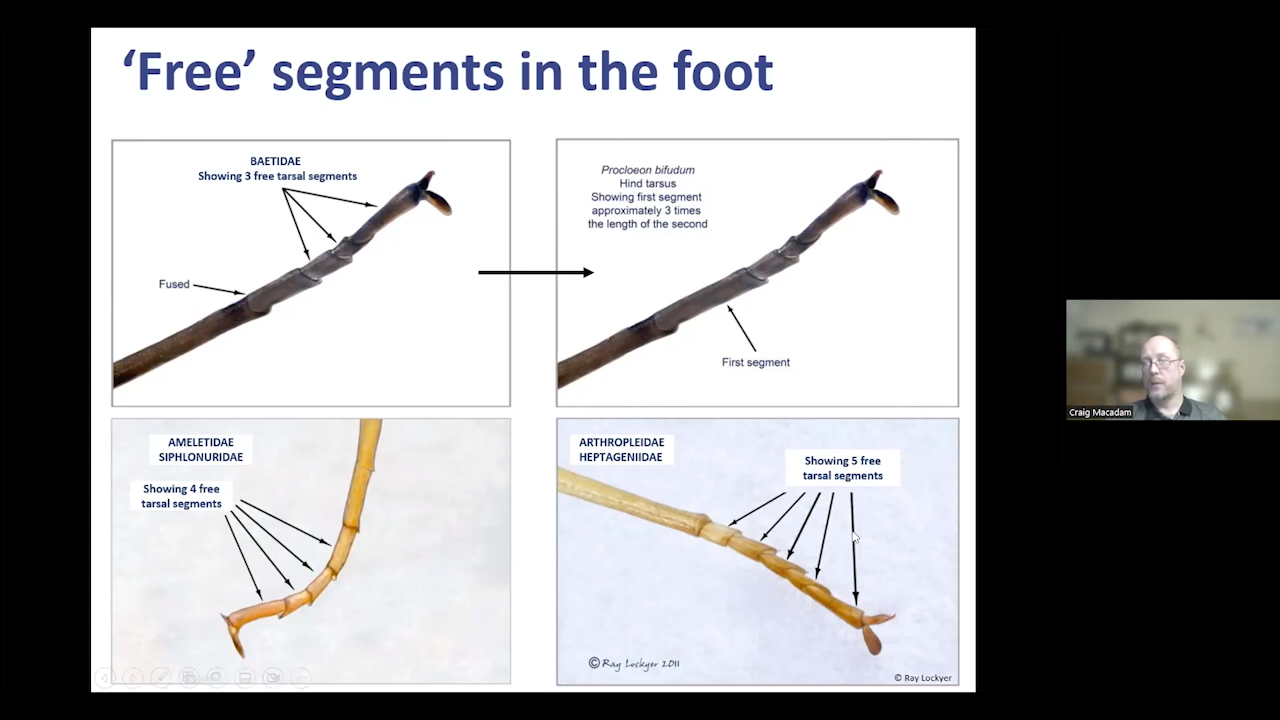 ‘Free’ segments in the foot
BAETIDAE
Showing 3 free tarsal segments
Fused
Procloeon bifudum
Hind tarsus
Showing first segment
approximately 3 times
the length of the second
First segment
AMELETIDAE
SIPHLONURIDAE
Showing 4 free
tarsal segments
ARTHROPLEIDAE
HEPTAGENIIDAE
Showing 5 free
tarsal segments
© Ray Lockyer 2011
© Ray Lockyer
Craig Macadam